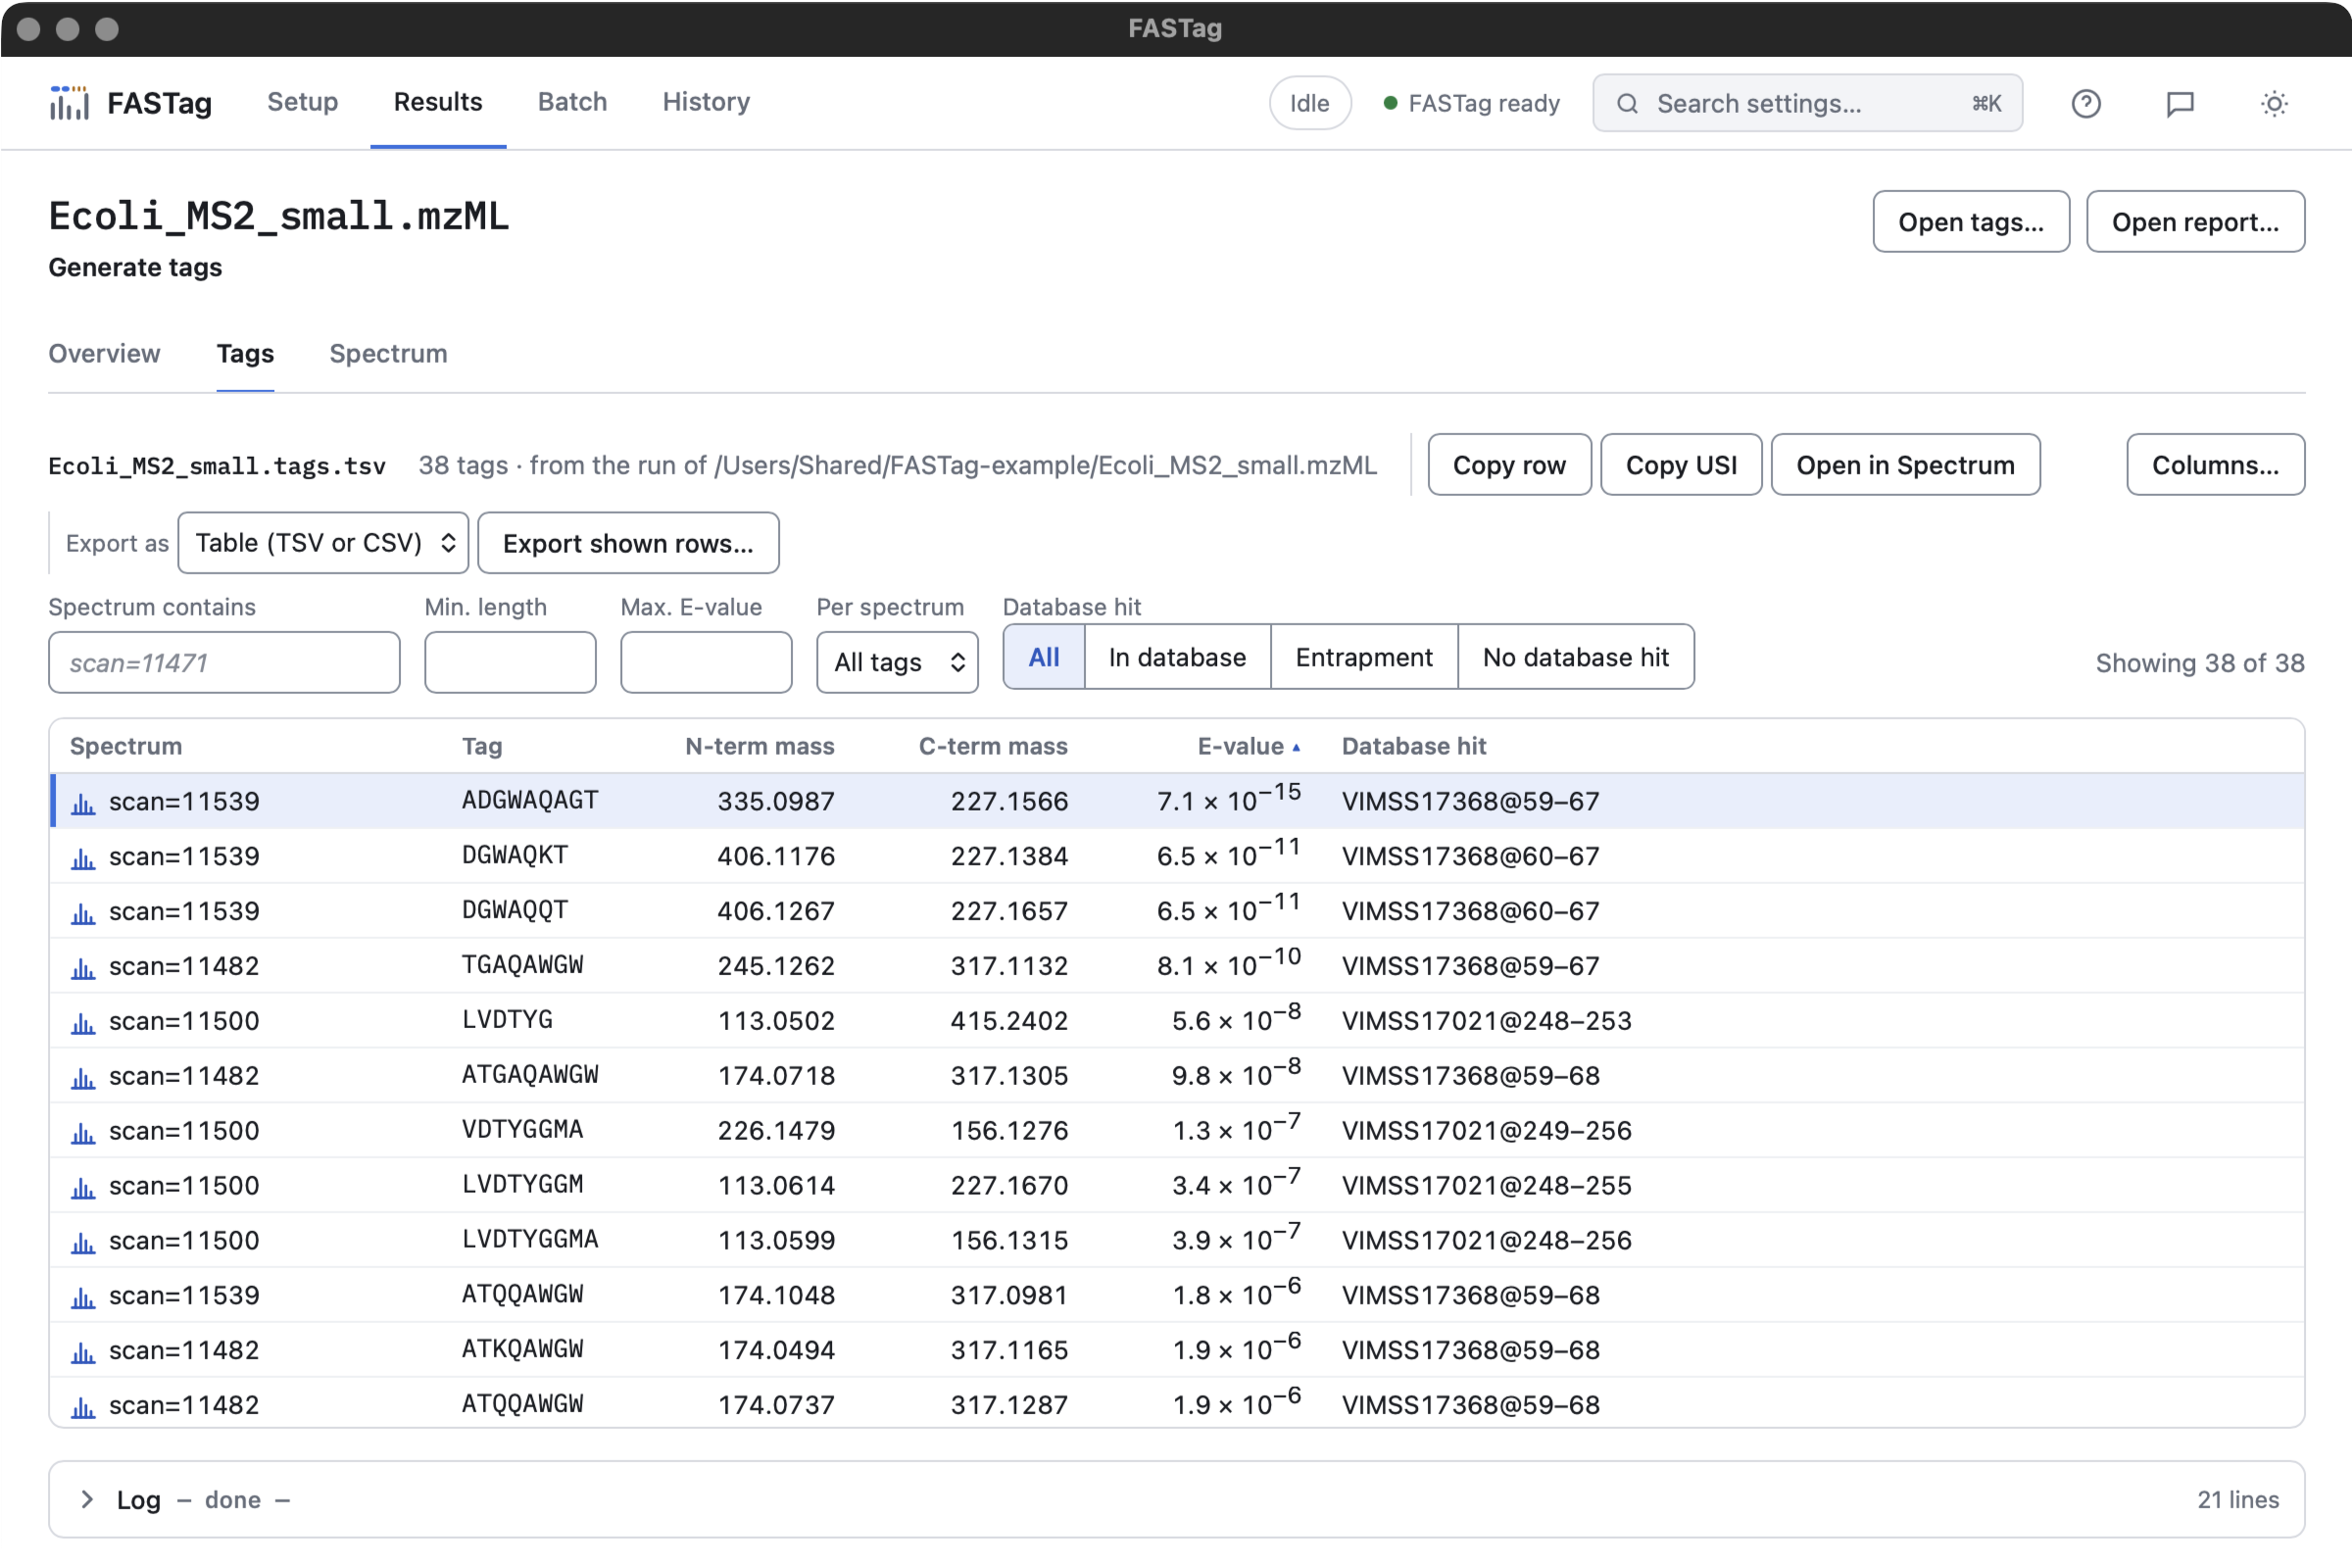 FASTag
FASTag Setup Results Batch History Idle FASTag ready Search settings... ⌘K
Ecoli_MS2_small.mzML
Open tags... Open report...
Generate tags
Overview Tags Spectrum
Ecoli_MS2_small.tags.tsv 38 tags · from the run of /Users/Shared/FASTag-example/Ecoli_MS2_small.mzML Copy row Copy USI Open in Spectrum Columns...
Export as Table (TSV or CSV) Export shown rows...
Spectrum contains Min. length Max. E-value Per spectrum Database hit
scan=11471 All tags All In database Entrapment No database hit Showing 38 of 38
Spectrum Tag N-term mass C-term mass E-value ▲ Database hit
scan=11539 ADGWAQAGT 335.0987 227.1566 7.1 × 10⁻¹⁵ VIMSS17368@59–67
scan=11539 DGWAQKT 406.1176 227.1384 6.5 × 10⁻¹¹ VIMSS17368@60–67
scan=11539 DGWAQQT 406.1267 227.1657 6.5 × 10⁻¹¹ VIMSS17368@60–67
scan=11482 TGAQAWGW 245.1262 317.1132 8.1 × 10⁻¹⁰ VIMSS17368@59–67
scan=11500 LVDTYG 113.0502 415.2402 5.6 × 10⁻⁸ VIMSS17021@248–253
scan=11482 ATGAQAWGW 174.0718 317.1305 9.8 × 10⁻⁸ VIMSS17368@59–68
scan=11500 VDTYGGMA 226.1479 156.1276 1.3 × 10⁻⁷ VIMSS17021@249–256
scan=11500 LVDTYGGM 113.0614 227.1670 3.4 × 10⁻⁷ VIMSS17021@248–255
scan=11500 LVDTYGGMA 113.0599 156.1315 3.9 × 10⁻⁷ VIMSS17021@248–256
scan=11539 ATQQAWGW 174.1048 317.0981 1.8 × 10⁻⁶ VIMSS17368@59–68
scan=11482 ATKQAWGW 174.0494 317.1165 1.9 × 10⁻⁶ VIMSS17368@59–68
scan=11482 ATQQAWGW 174.0737 317.1287 1.9 × 10⁻⁶ VIMSS17368@59–68
Log – done – 21 lines